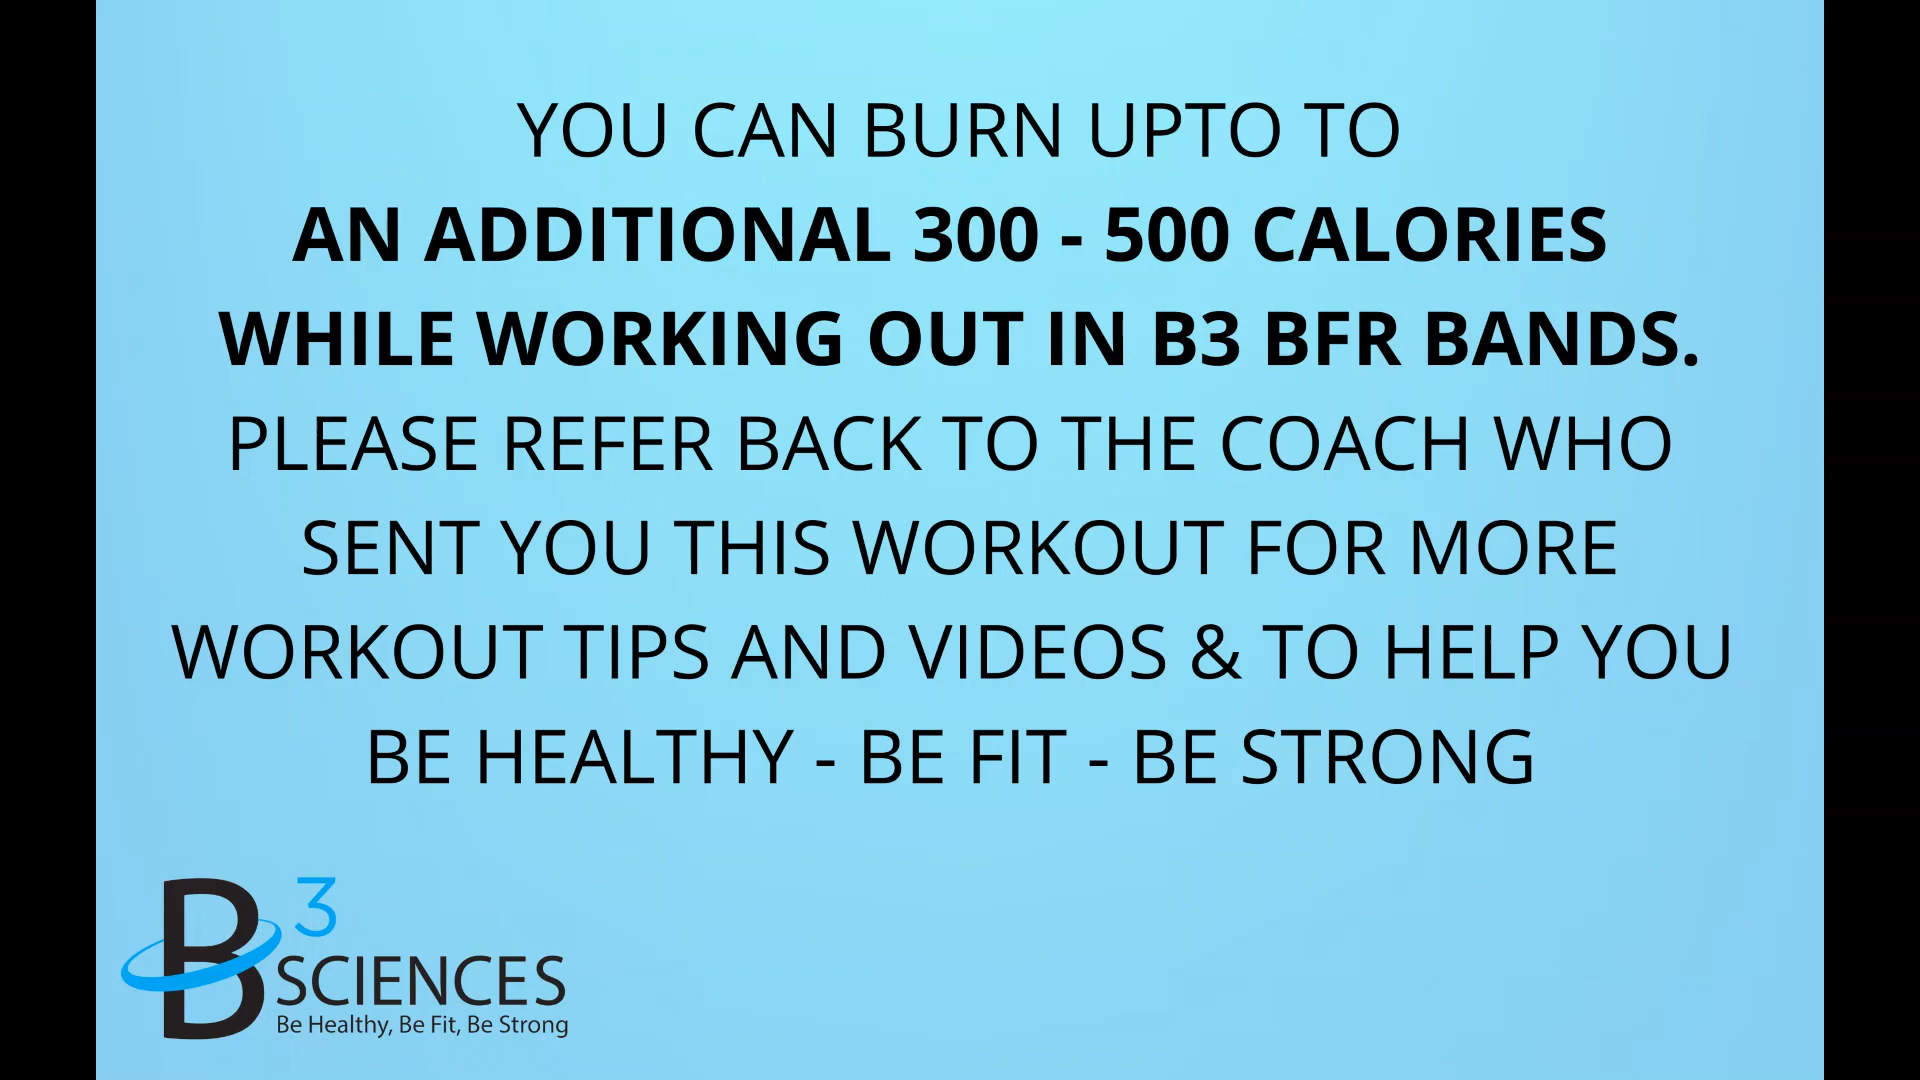 YOU CAN BURN UPTO TO
AN ADDITIONAL 300 - 500 CALORIES
WHILE WORKING OUT IN B3 BFR BANDS.
PLEASE REFER BACK TO THE COACH WHO
SENT YOU THIS WORKOUT FOR MORE
WORKOUT TIPS AND VIDEOS & TO HELP YOU
BE HEALTHY - BE FIT - BE STRONG
B3
SCIENCES
Be Healthy, Be Fit, Be Strong